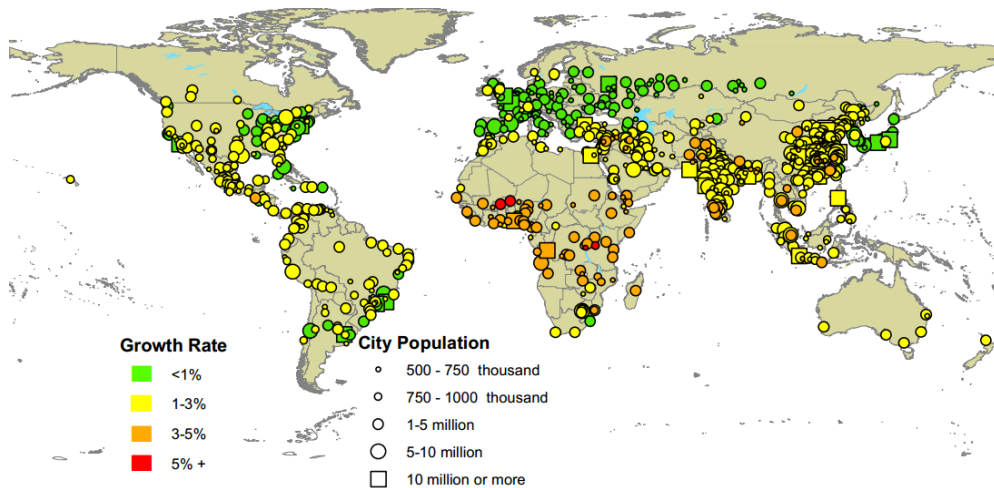 Growth Rate
<1%
1-3%
3-5%
5% +
City Population
500 - 750 thousand
750 - 1000 thousand
1-5 million
5-10 million
10 million or more